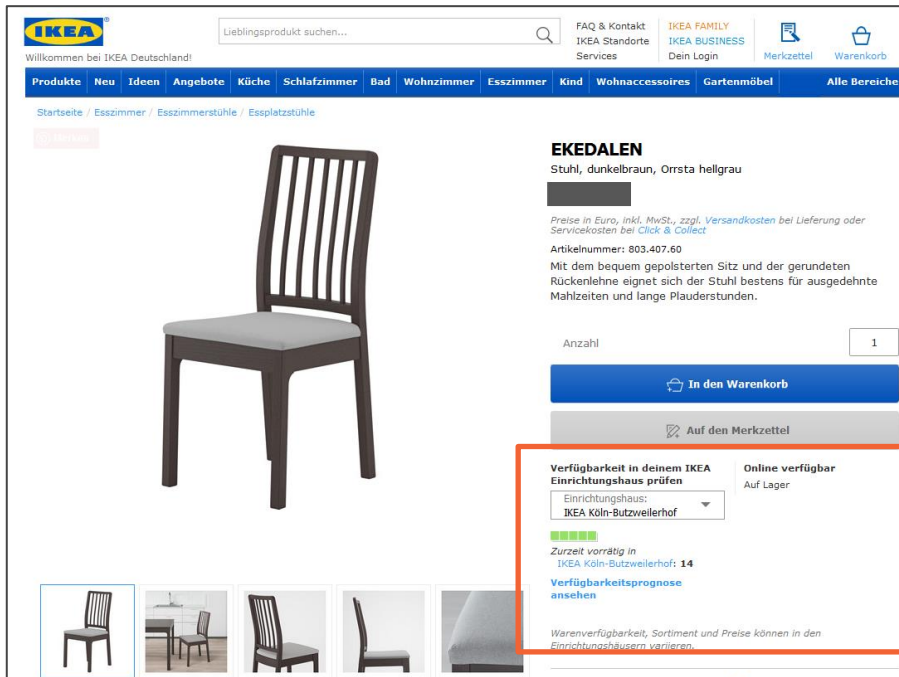 IKEA
®
Lieblingsprodukt suchen...
Willkommen bei IKEA Deutschland!
FAQ & Kontakt
IKEA Standorte
Services
IKEA FAMILY
IKEA BUSINESS
Dein Login
Merkzettel
Warenkorb
Produkte Neu Ideen Angebote Küche Schlafzimmer Bad Wohnzimmer Esszimmer Kind Wohnaccessoires Gartenmöbel Alle Bereiche
Startseite / Esszimmer / Esszimmerstühle / Essplatzstühle
EKEDALEN
Stuhl, dunkelbraun, Orrsta hellgrau
Preise in Euro, inkl. MwSt., zzgl. Versandkosten bei Lieferung oder
Servicekosten bei Click & Collect
Artikelnummer: 803.407.60
Mit dem bequem gepolsterten Sitz und der gerundeten
Rückenlehne eignet sich der Stuhl bestens für ausgedehnte
Mahlzeiten und lange Plauderstunden.
Anzahl 1
In den Warenkorb
Auf den Merkzettel
Verfügbarkeit in deinem IKEA
Einrichtungshaus prüfen
Einrichtungshaus:
IKEA Köln-Butzweilerhof
Zurzeit vorrätig in
IKEA Köln-Butzweilerhof: 14
Verfügbarkeitsprognose
ansehen
Online verfügbar
Auf Lager
Warenverfügbarkeit, Sortiment und Preise können in den
Einrichtungshäusern variieren.